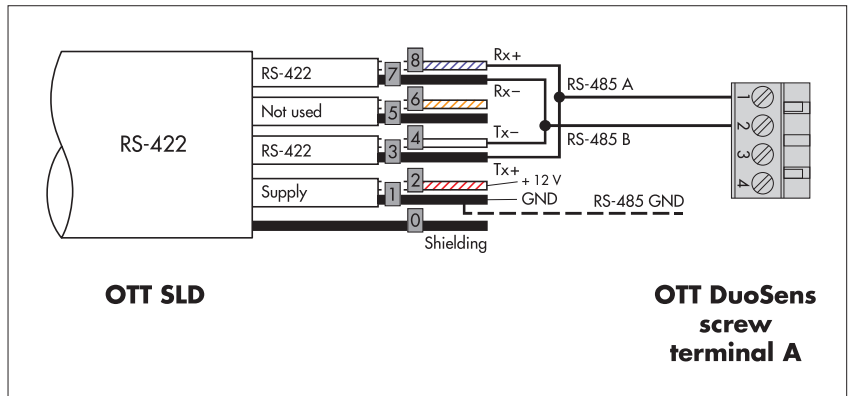 RS-422
RS-422
8
7
Rx+
Rx−
Not used
6
5
RS-422
4
3
Tx−
Tx+
Supply
2
1
+ 12 V
GND
0
Shielding
RS-485 A
RS-485 B
RS-485 GND
1
2
3
4
OTT SLD
OTT DuoSens
screw
terminal A